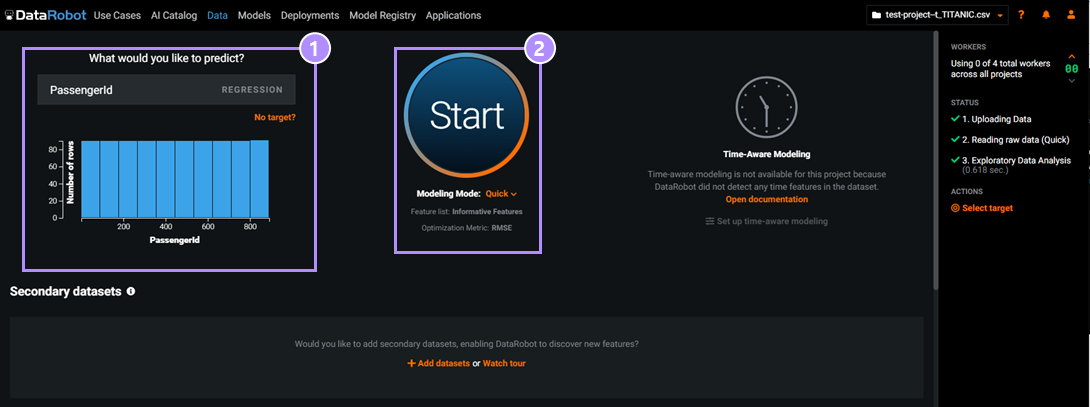 DataRobot Use Cases AI Catalog Data Models Deployments Model Registry Applications
test-project--t_TITANIC.csv ?
1
What would you like to predict?
PassengerId REGRESSION
No target?
Number of rows
80
60
40
20
0
200 400 600 800
PassengerId
2
Start
Modeling Mode: Quick
Feature list: Informative Features
Optimization Metric: RMSE
Time-Aware Modeling
Time-aware modeling is not available for this project because
DataRobot did not detect any time features in the dataset.
Open documentation
Set up time-aware modeling
WORKERS
Using 0 of 4 total workers
across all projects
00
STATUS
1. Uploading Data
2. Reading raw data (Quick)
3. Exploratory Data Analysis
(0.618 sec.)
ACTIONS
Select target
Secondary datasets
Would you like to add secondary datasets, enabling DataRobot to discover new features?
+ Add datasets or Watch tour